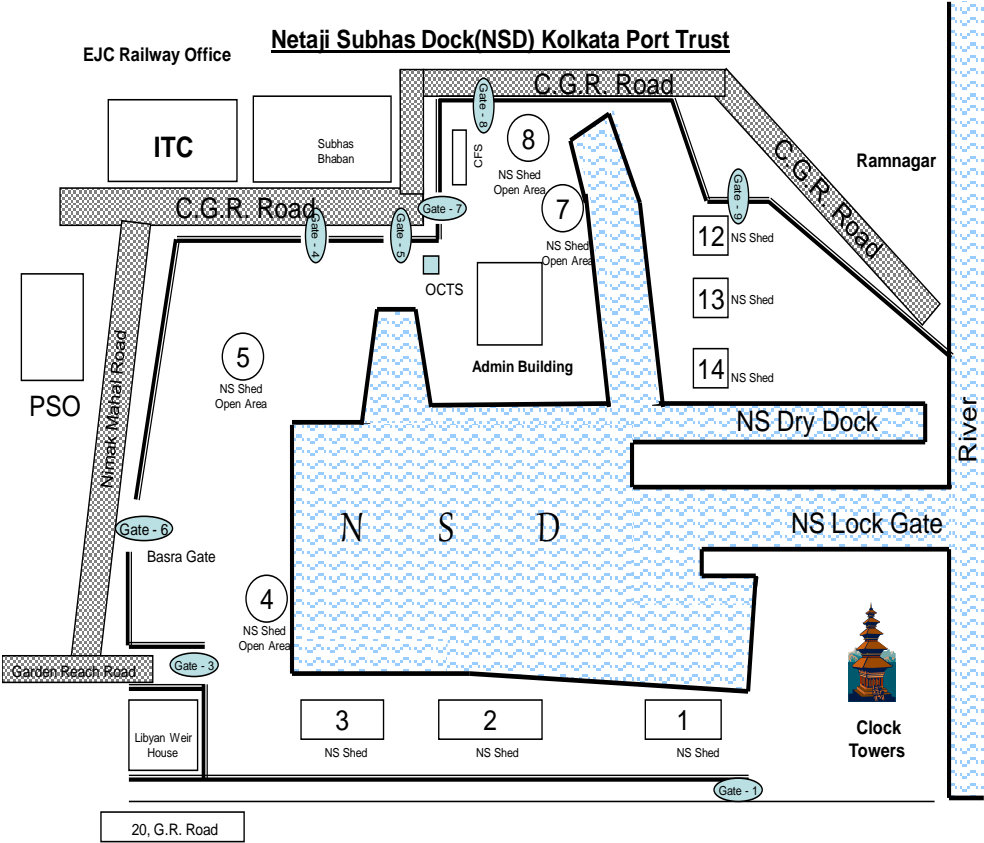 Netaji Subhas Dock(NSD) Kolkata Port Trust
EJC Railway Office
C.G.R. Road
Gate - 8
ITC
Subhas
Bhaban
CFS
8
NS Shed
Open Area
C.G.R. Road
Ramnagar
C.G.R. Road
Gate - 7
7
Gate - 9
Gate - 4
Gate - 5
NS Shed
Open Area
12
NS Shed
OCTS
13
NS Shed
5
NS Shed
Open Area
Admin Building
14
NS Shed
PSO
Nimak Mahal Road
NS Dry Dock
River
N S D
NS Lock Gate
Gate - 6
Basra Gate
4
NS Shed
Open Area
Garden Reach Road
Gate - 3
3
NS Shed
2
NS Shed
1
NS Shed
Clock
Towers
Libyan Weir
House
Gate - 1
20, G.R. Road